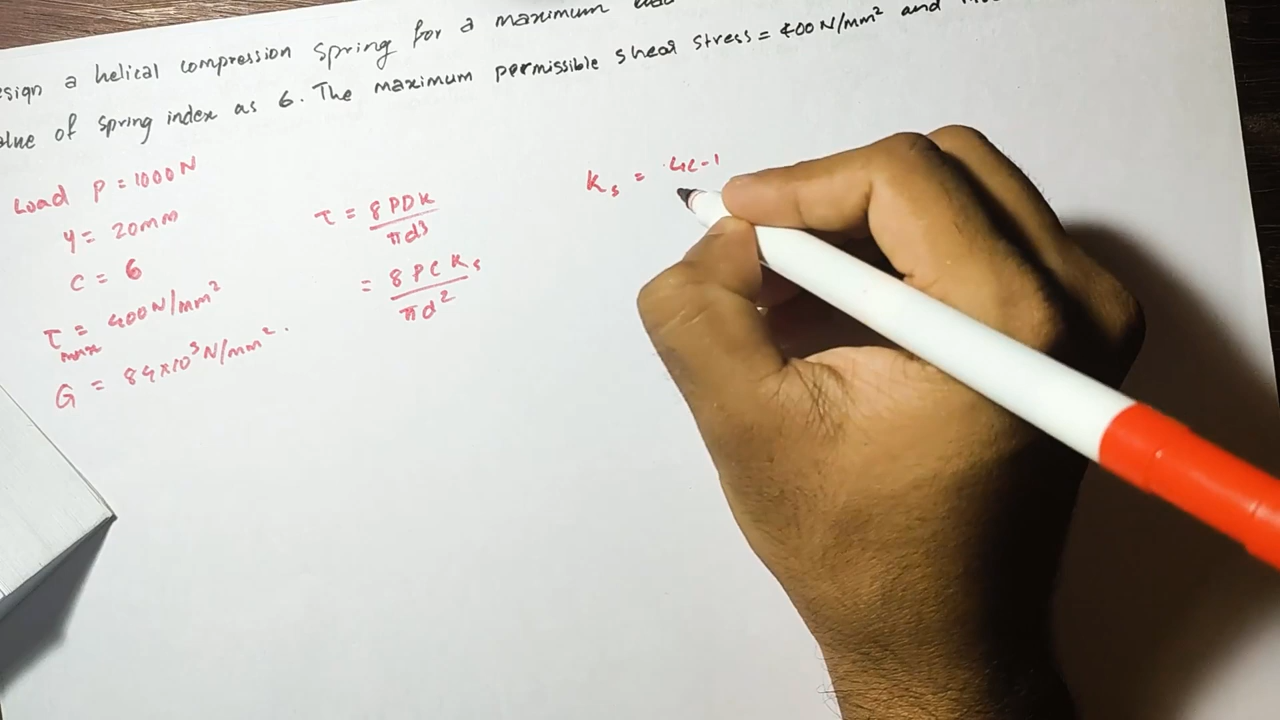 esign a helical compression spring for a maximum
alue of spring index as 6. The maximum permissible shear stress = 400 N/mm² and
Load P = 1000 N
y = 20mm
C = 6
τmax = 400 N/mm²
G = 84×10³ N/mm².
τ = 8PDK / πd³
= 8PCKs / πd²
Ks = 4C-1